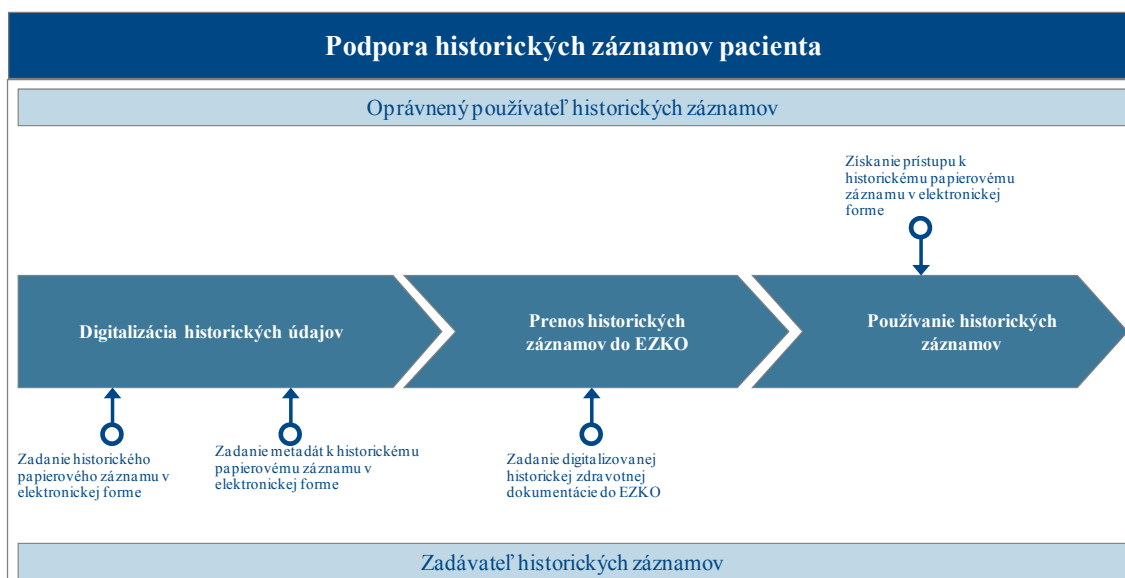 Podpora historických záznamov pacienta
Oprávnený používateľ historických záznamov
Získanie prístupu k
historickému papierovému
záznamu v elektronickej
forme
Digitalizácia historických údajov
Prenos historických
záznamov do EZKO
Používanie historických
záznamov
Zadanie historického
papierového záznamu v
elektronickej forme
Zadanie metadát k historickému
papierovému záznamu v
elektronickej forme
Zadanie digitalizovanej
historickej zdravotnej
dokumentácie do EZKO
Zadávateľ historických záznamov